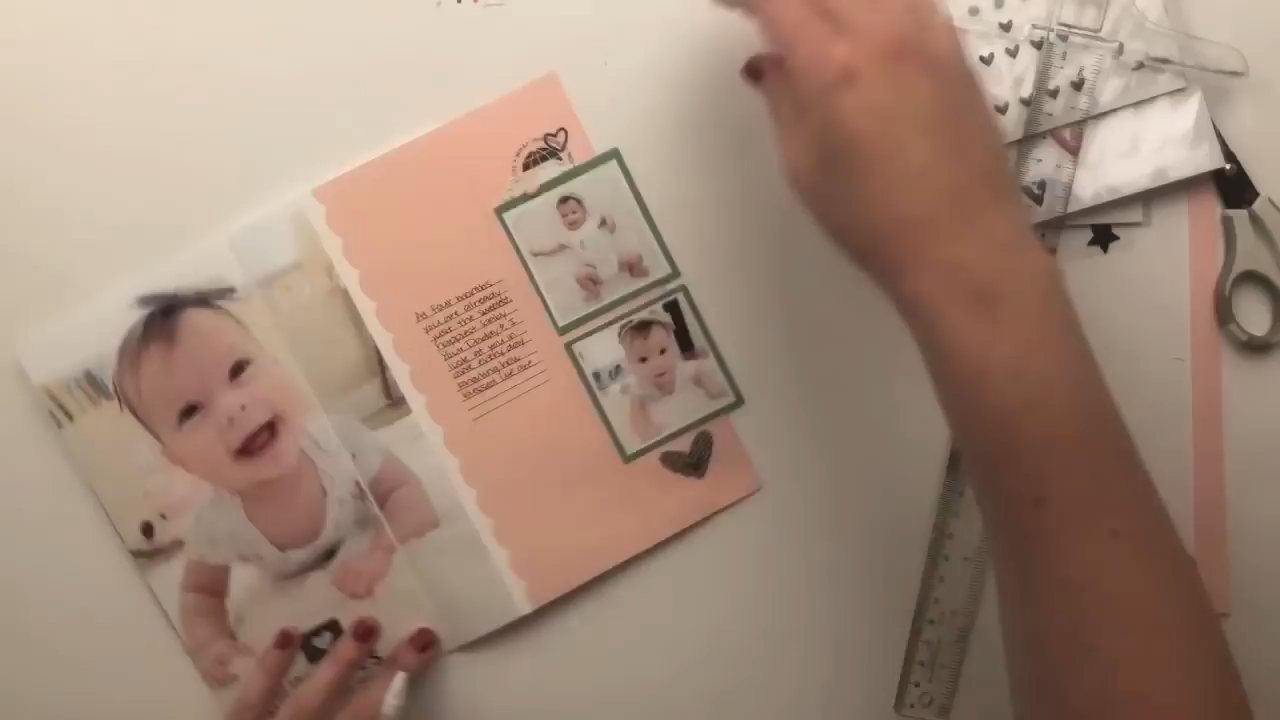 At four months
you are already
just the sweetest
happiest baby
Your Daddy & I
look at you in
awe every day
thinking how
blessed we are